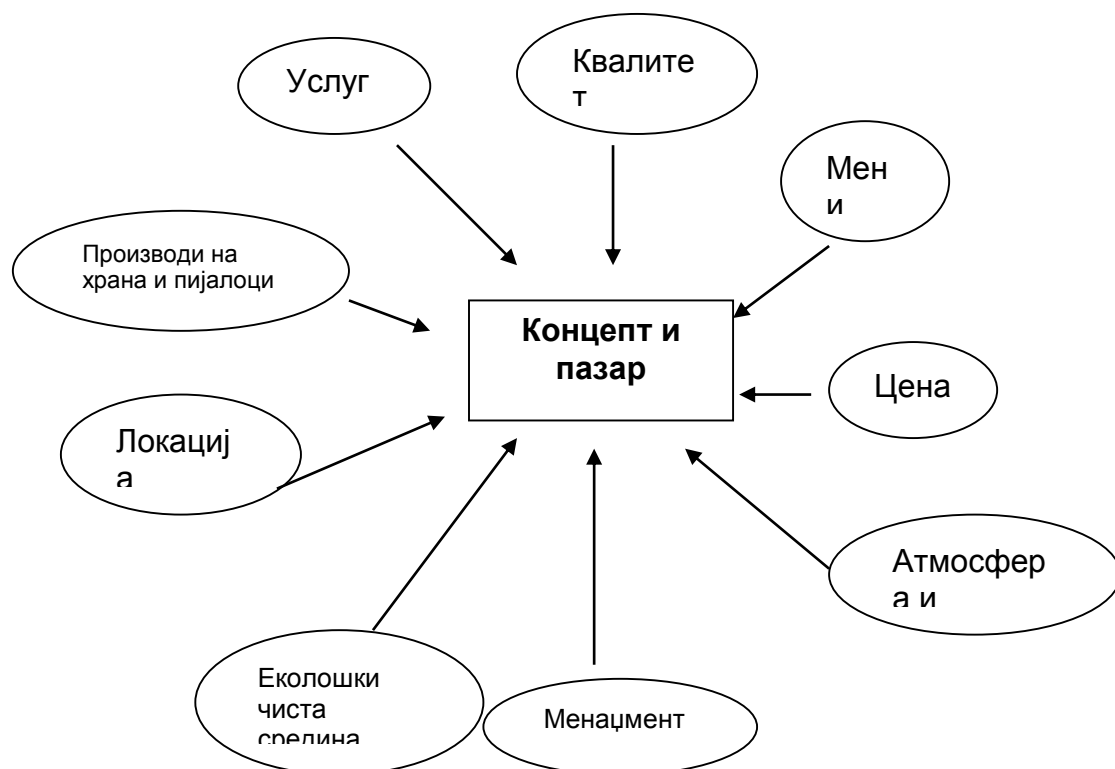 Услуг
Квалите
т
Мен
и
Производи на
храна и пијалоци
Концепт и
пазар
Цена
Локациј
а
Атмосфер
а и
Еколошки
чиста
средина
Менаџмент